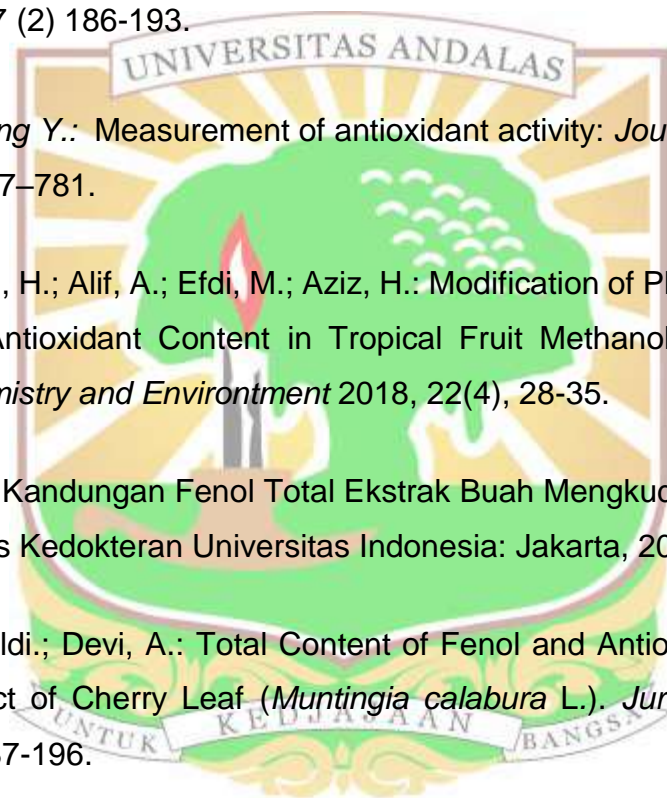 7 (2) 186-193.
UNIVERSITAS ANDALAS
ng Y.: Measurement of antioxidant activity: Jou
7–781.
, H.; Alif, A.; Efdi, M.; Aziz, H.: Modification of Pl
Antioxidant Content in Tropical Fruit Methanol
mistry and Environtment 2018, 22(4), 28-35.
Kandungan Fenol Total Ekstrak Buah Mengkud
s Kedokteran Universitas Indonesia: Jakarta, 20
ldi.; Devi, A.: Total Content of Fenol and Antio
ct of Cherry Leaf (Muntingia calabura L.). Jur
UNTUK KEDJAJAAN BANGSA
7-196.